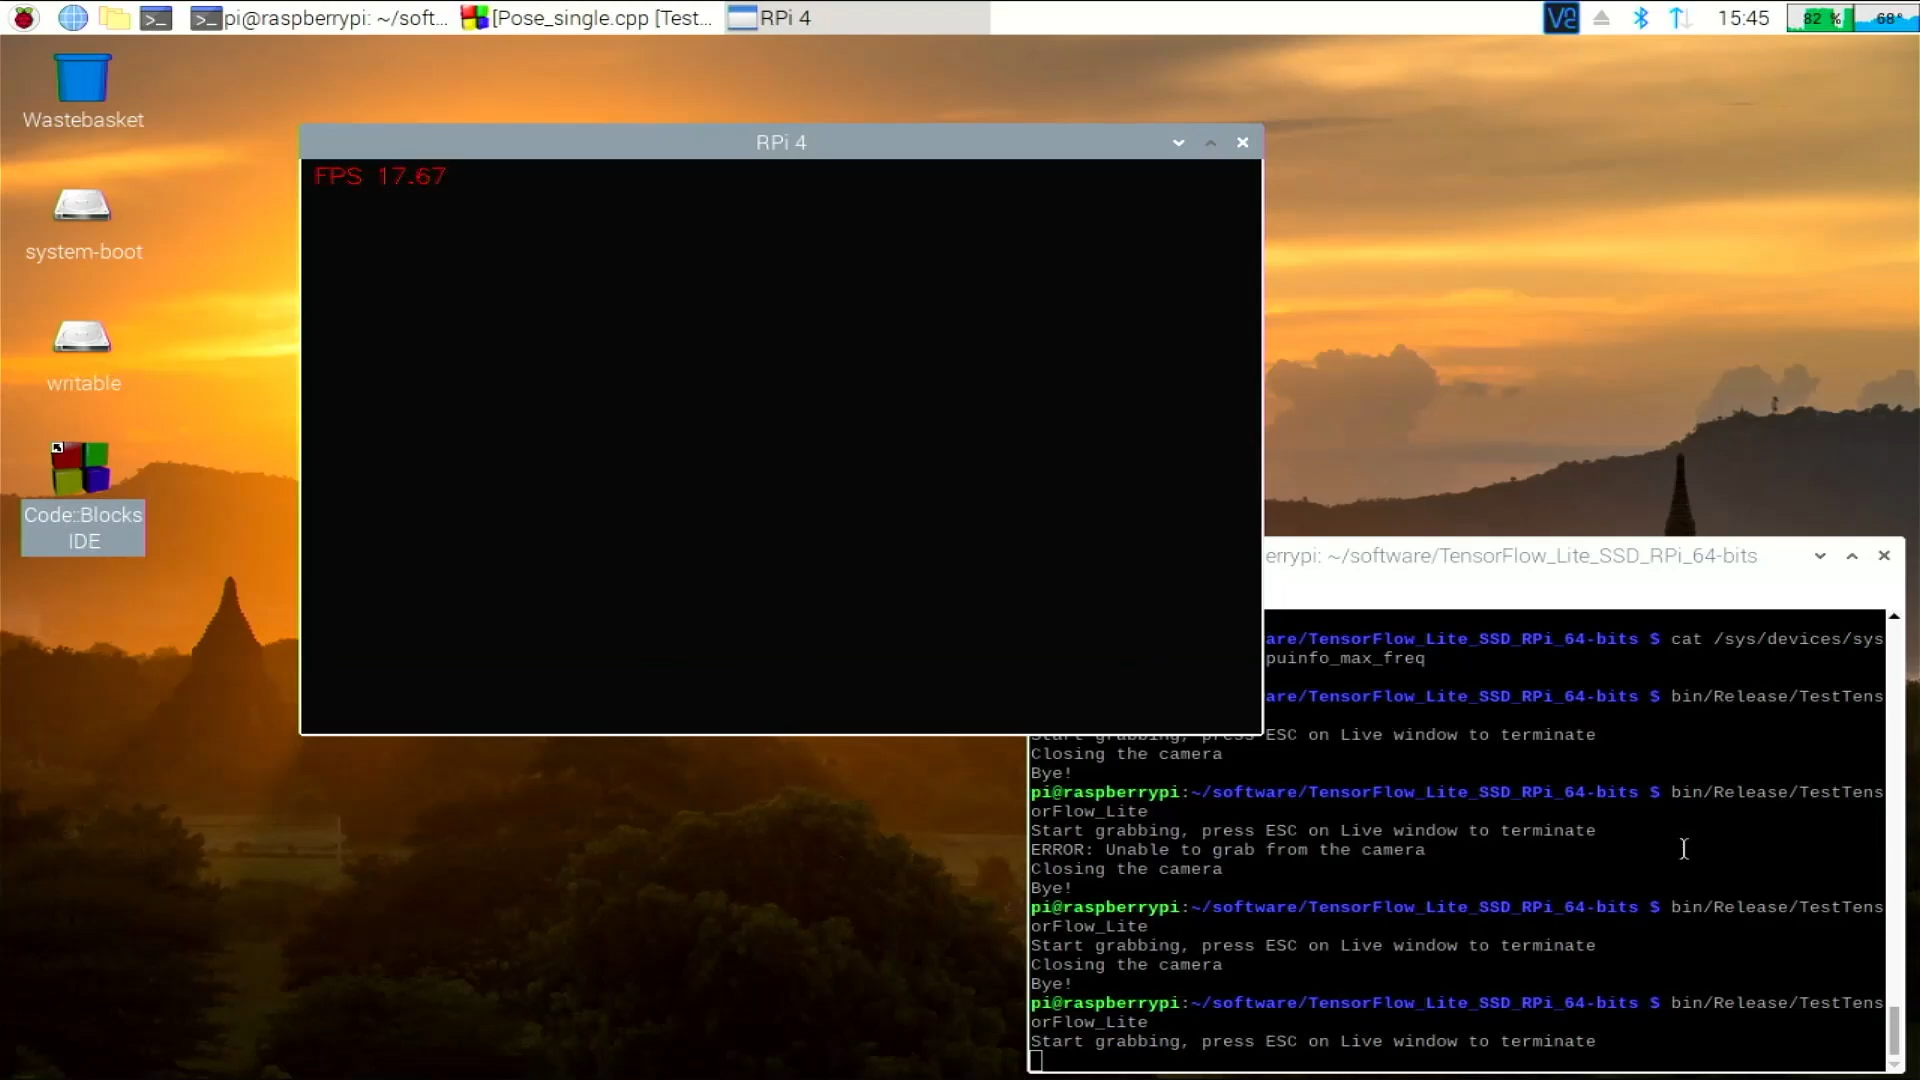 pi@raspberrypi: ~/soft...
[Pose_single.cpp [Test...
RPi 4
V2
15:45
82 %
68°
Wastebasket
system-boot
writable
Code::Blocks
IDE
RPi 4
FPS 17.67
errypi: ~/software/TensorFlow_Lite_SSD_RPi_64-bits
are/TensorFlow_Lite_SSD_RPi_64-bits $ cat /sys/devices/sys
puinfo_max_freq
are/TensorFlow_Lite_SSD_RPi_64-bits $ bin/Release/TestTens
Start grabbing, press ESC on Live window to terminate
Closing the camera
Bye!
pi@raspberrypi:~/software/TensorFlow_Lite_SSD_RPi_64-bits $ bin/Release/TestTens
orFlow_Lite
Start grabbing, press ESC on Live window to terminate
ERROR: Unable to grab from the camera
Closing the camera
Bye!
pi@raspberrypi:~/software/TensorFlow_Lite_SSD_RPi_64-bits $ bin/Release/TestTens
orFlow_Lite
Start grabbing, press ESC on Live window to terminate
Closing the camera
Bye!
pi@raspberrypi:~/software/TensorFlow_Lite_SSD_RPi_64-bits $ bin/Release/TestTens
orFlow_Lite
Start grabbing, press ESC on Live window to terminate